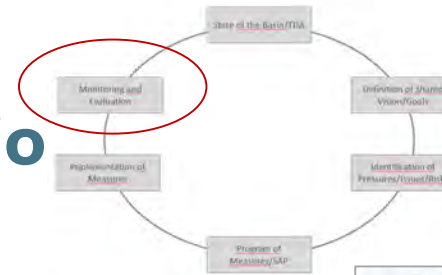 State of the Basin/TDA
Monitoring and
Evaluation
Definition of Shared
Vision/Goals
o
Implementation of
Measures
Identification of
Pressures/Issues/Risk
Program of
Measures/SAP